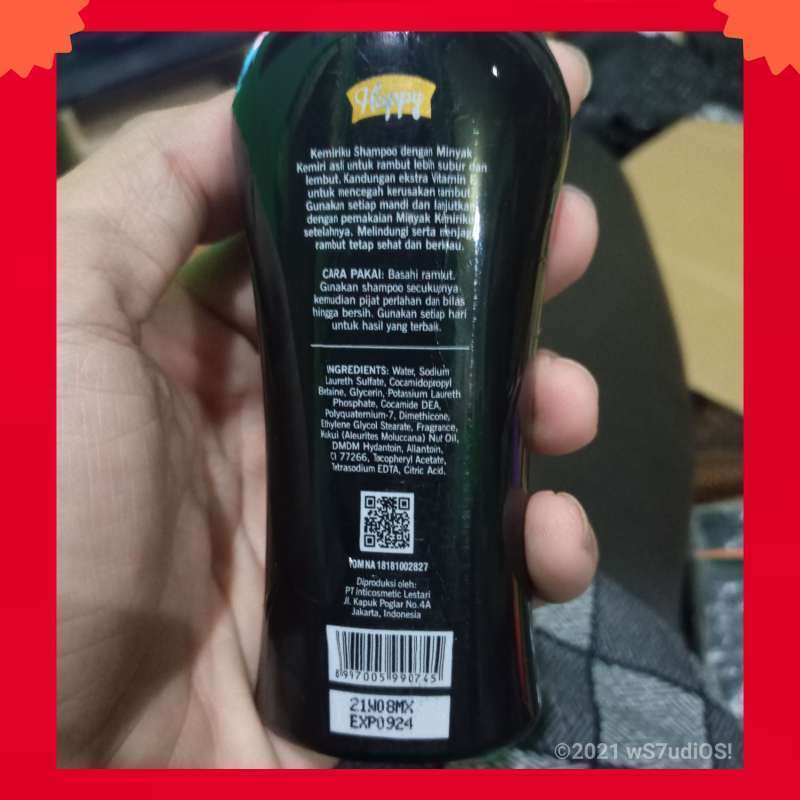 Happy
Kemiriku Shampoo dengan Minyak
Kemiri asli untuk rambut lebih subur dan
lembut. Kandungan ekstra Vitamin E
untuk mencegah kerusakan rambut.
Gunakan setiap mandi dan lanjutkan
dengan pemakaian Minyak Kemiriku
setelahnya. Melindungi serta menjaga
rambut tetap sehat dan berkilau.
CARA PAKAI: Basahi rambut.
Gunakan shampoo secukupnya
kemudian pijat perlahan dan bilas
hingga bersih. Gunakan setiap hari
untuk hasil yang terbaik.
INGREDIENTS: Water, Sodium
Laureth Sulfate, Cocamidopropyl
Betaine, Glycerin, Potassium Laureth
Phosphate, Cocamide DEA,
Polyquaternium-7, Dimethicone,
Ethylene Glycol Stearate, Fragrance,
Kukui (Aleurites Moluccana) Nut Oil,
DMDM Hydantoin, Allantoin,
CI 77266, Tocopheryl Acetate,
Tetrasodium EDTA, Citric Acid.
POM NA 18181002827
Diproduksi oleh:
PT Inticosmetic Lestari
Jl. Kapuk Poglar No.4A
Jakarta, Indonesia
8997005990745
21W08MX
EXP0924
©2021 wS7udiOS!